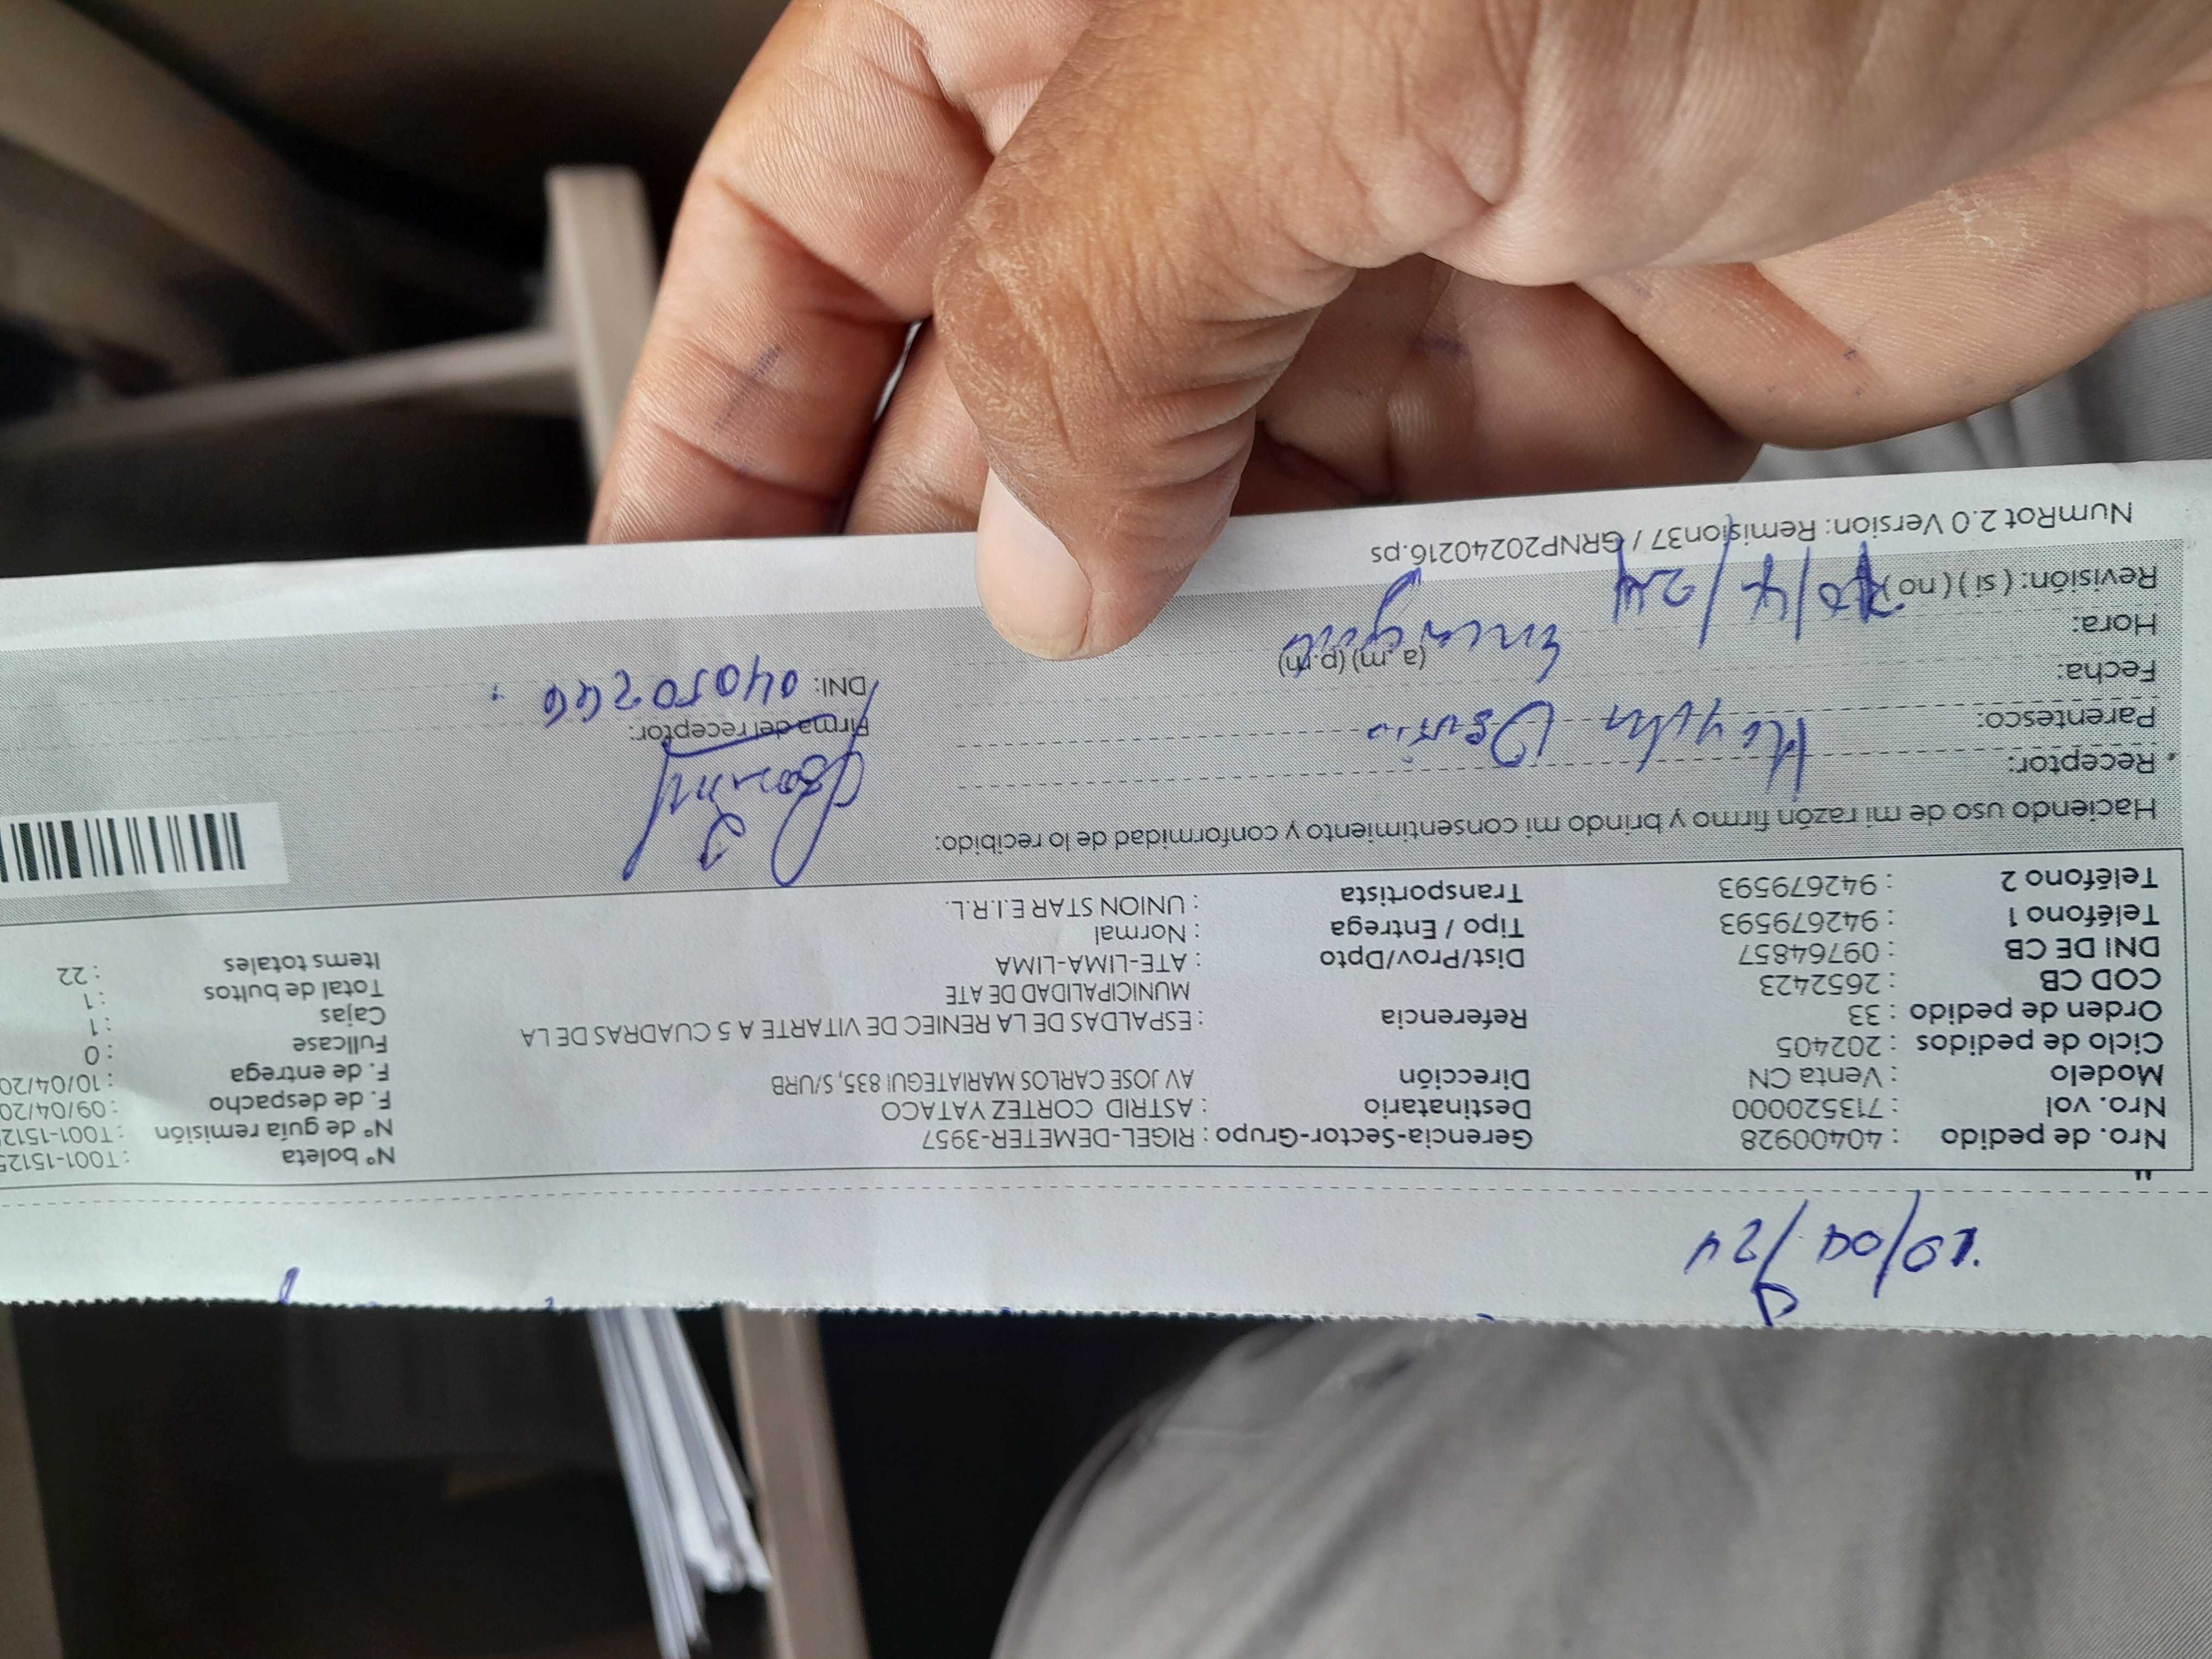 10/04/24
Nro. de pedido : 40400928 Gerencia-Sector-Grupo : RIGEL-DEMETER-3957 N° boleta : T001-15125
Nro. vol : 713520000 Destinatario : ASTRID CORTEZ YATACO N° de guía remisión : T001-1512
Modelo : Venta CN Dirección AV JOSE CARLOS MARIATEGUI 835, S/URB F. de despacho : 09/04/20
Ciclo de pedidos : 202405 F. de entrega : 10/04/20
Orden de pedido : 33 Referencia : ESPALDAS DE LA RENIEC DE VITARTE A 5 CUADRAS DE LA Fullcase : 0
COD CB : 2652423 MUNICIPALIDAD DE ATE Cajas : 1
DNI DE CB : 09764857 Dist/Prov/Dpto : ATE-LIMA-LIMA Total de bultos : 1
Teléfono 1 : 942679593 Tipo / Entrega : Normal Items totales : 22
Teléfono 2 : 942679593 Transportista : UNION STAR E.I.R.L.
Haciendo uso de mi razón firmo y brindo mi consentimiento y conformidad de lo recibido:
Receptor:
Parentesco: Firma del receptor:
Fecha: DNI: 04050246
Hora: (a.m) (p.m) Encargado
Revisión: ( si ) ( no ) 10/4/24
NumRot 2.0 Version: Remision37 / GRNP20240216.ps